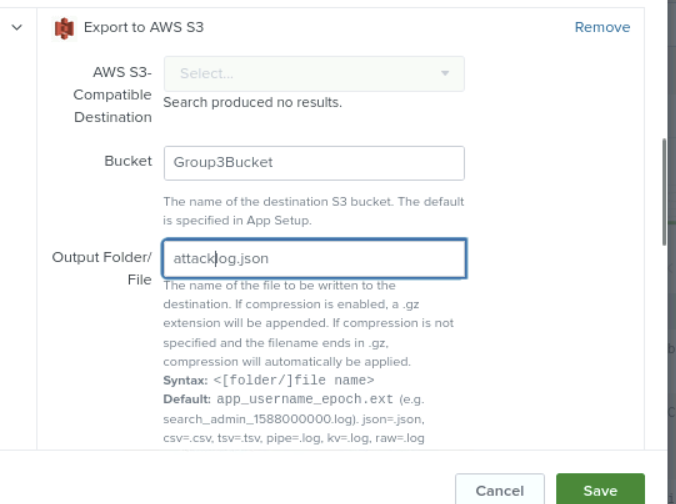 Export to AWS S3
Remove
AWS S3-
Compatible
Destination
Select...
Search produced no results.
Bucket
Group3Bucket
The name of the destination S3 bucket. The default
is specified in App Setup.
Output Folder/
File
attacklog.json
The name of the file to be written to the
destination. If compression is enabled, a .gz
extension will be appended. If compression is not
specified and the filename ends in .gz,
compression will automatically be applied.
Syntax: <[folder/]file name>
Default: app_username_epoch.ext (e.g.
search_admin_1588000000.log). json=.json,
csv=.csv, tsv=.tsv, pipe=.log, kv=.log, raw=.log
Cancel
Save